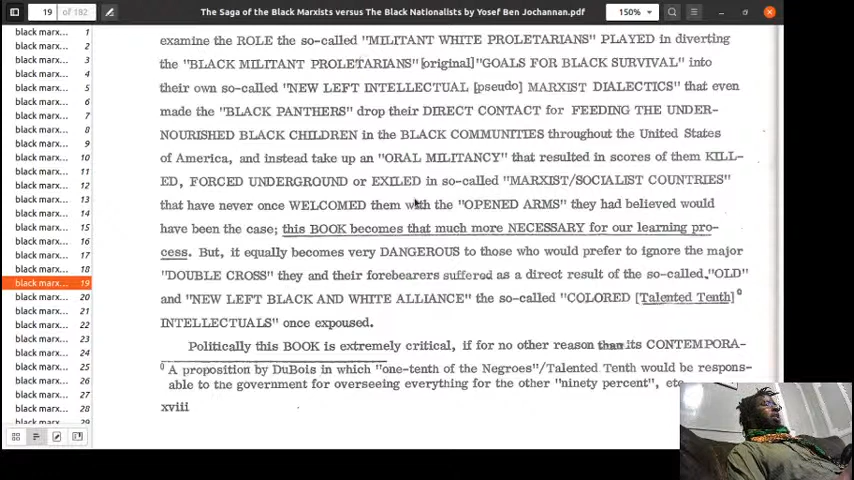 19 of 182
The Saga of the Black Marxists versus The Black Nationalists by Yosef Ben Jochannan.pdf
150%
black marx... 1
black marx... 2
black marx... 3
black marx... 4
black marx... 5
black marx... 6
black marx... 7
black marx... 8
black marx... 9
black marx... 10
black marx... 11
black marx... 12
black marx... 13
black marx... 14
black marx... 15
black marx... 16
black marx... 17
black marx... 18
black marx... 19
black marx... 20
black marx... 21
black marx... 22
black marx... 23
black marx... 24
black marx... 25
black marx... 26
black marx... 27
black marx... 28
black marx... 29
examine the ROLE the so-called "MILITANT WHITE PROLETARIANS" PLAYED in diverting
the "BLACK MILITANT PROLETARIANS" [original] "GOALS FOR BLACK SURVIVAL" into
their own so-called "NEW LEFT INTELLECTUAL [pseudo] MARXIST DIALECTICS" that even
made the "BLACK PANTHERS" drop their DIRECT CONTACT for FEEDING THE UNDER-
NOURISHED BLACK CHILDREN in the BLACK COMMUNITIES throughout the United States
of America, and instead take up an "ORAL MILITANCY" that resulted in scores of them KILL-
ED, FORCED UNDERGROUND or EXILED in so-called "MARXIST/SOCIALIST COUNTRIES"
that have never once WELCOMED them with the "OPENED ARMS" they had believed would
have been the case; this BOOK becomes that much more NECESSARY for our learning pro-
cess. But, it equally becomes very DANGEROUS to those who would prefer to ignore the major
"DOUBLE CROSS" they and their forebearers suffered as a direct result of the so-called, "OLD"
and "NEW LEFT BLACK AND WHITE ALLIANCE" the so-called "COLORED [Talented Tenth]⁰
INTELLECTUALS" once expoused.
Politically this BOOK is extremely critical, if for no other reason than its CONTEMPORA-
⁰ A proposition by DuBois in which "one-tenth of the Negroes"/Talented Tenth would be respons-
able to the government for overseeing everything for the other "ninety percent", etc
xviii